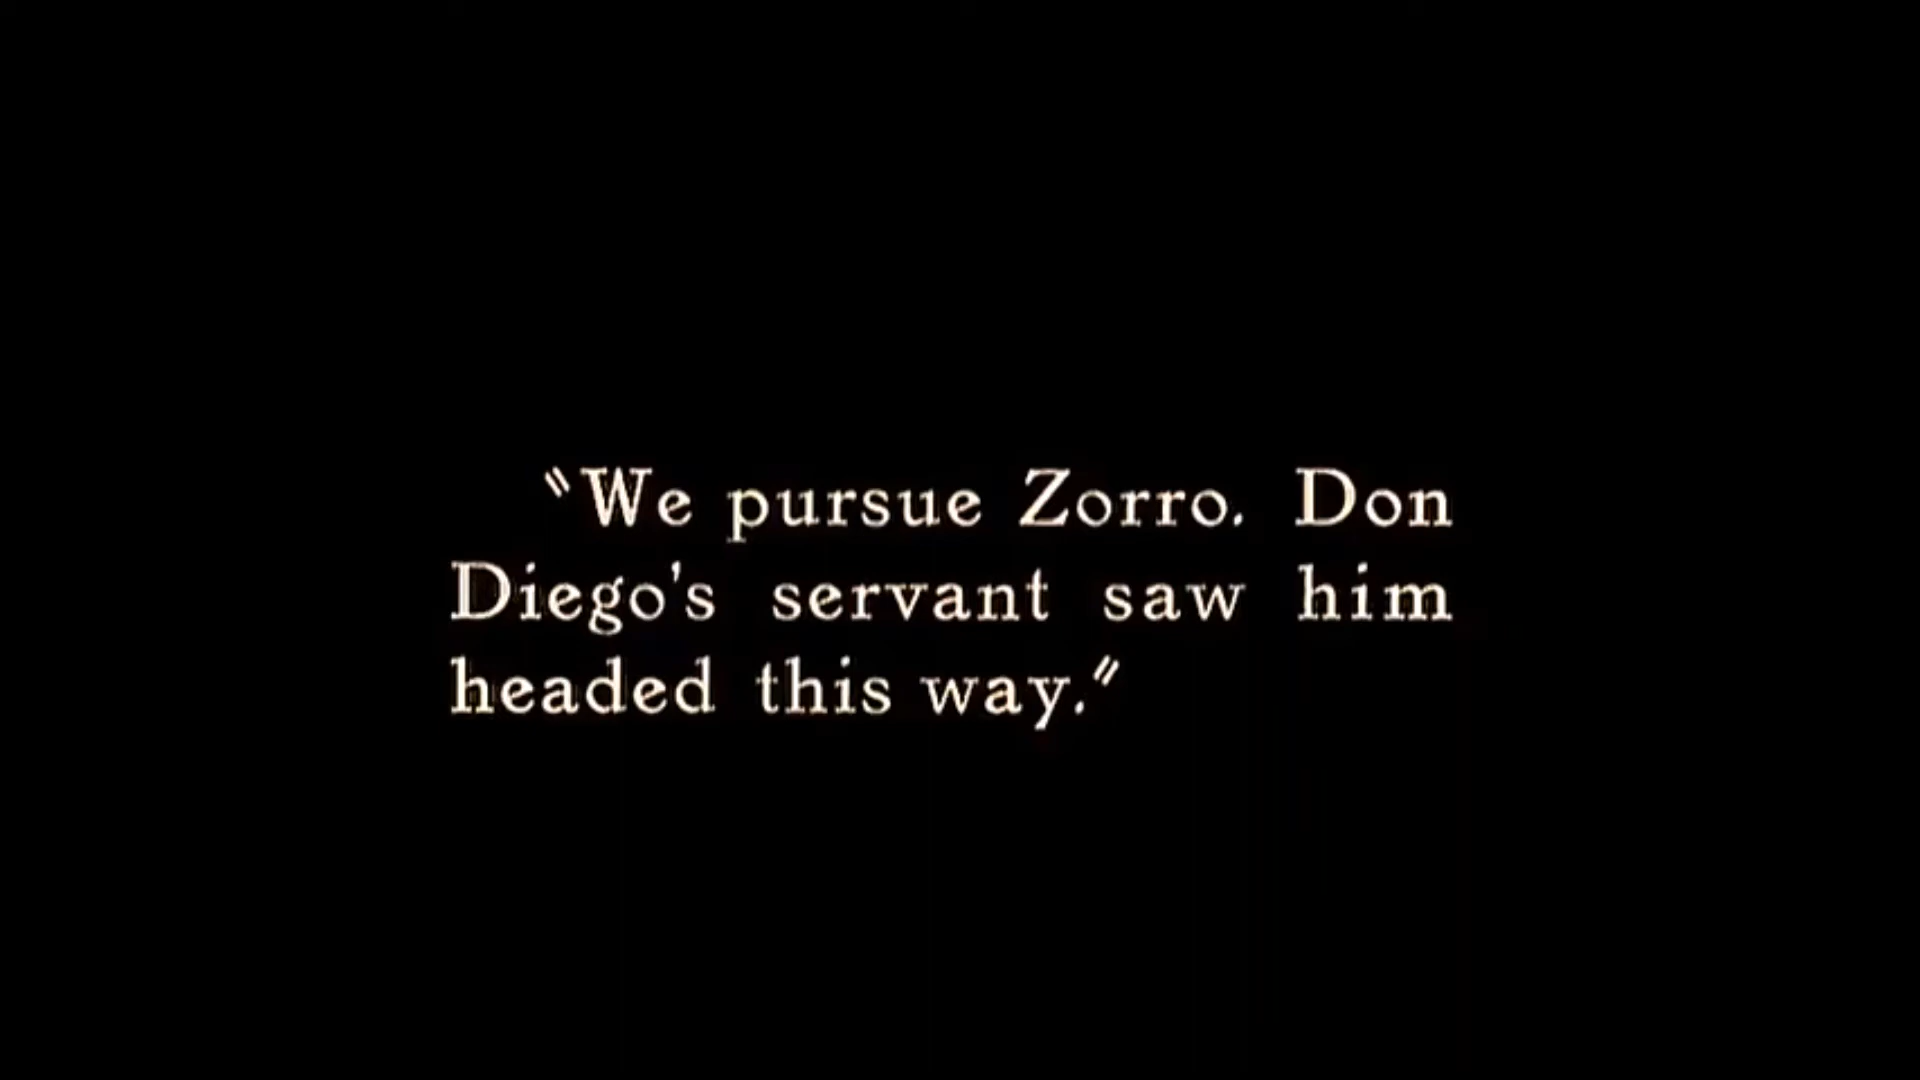 "We pursue Zorro. Don
Diego's servant saw him
headed this way."